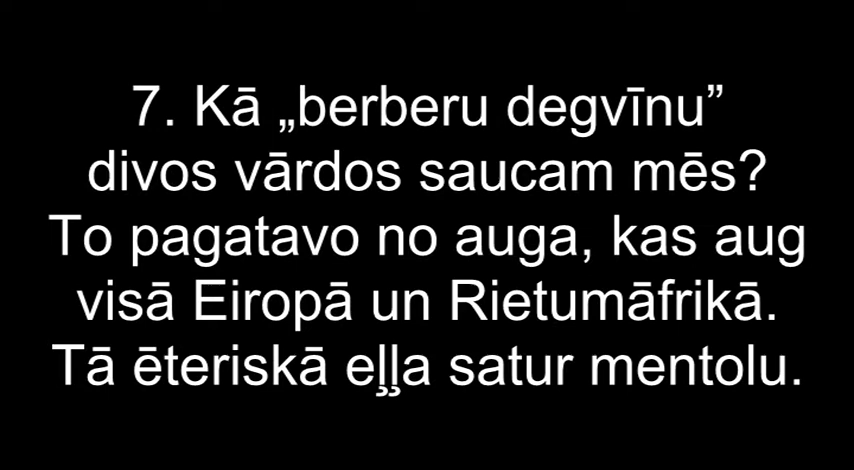 7. Kā „berberu degvīnu”
divos vārdos saucam mēs?
To pagatavo no auga, kas aug
visā Eiropā un Rietumāfrikā.
Tā ēteriskā eļļa satur mentolu.